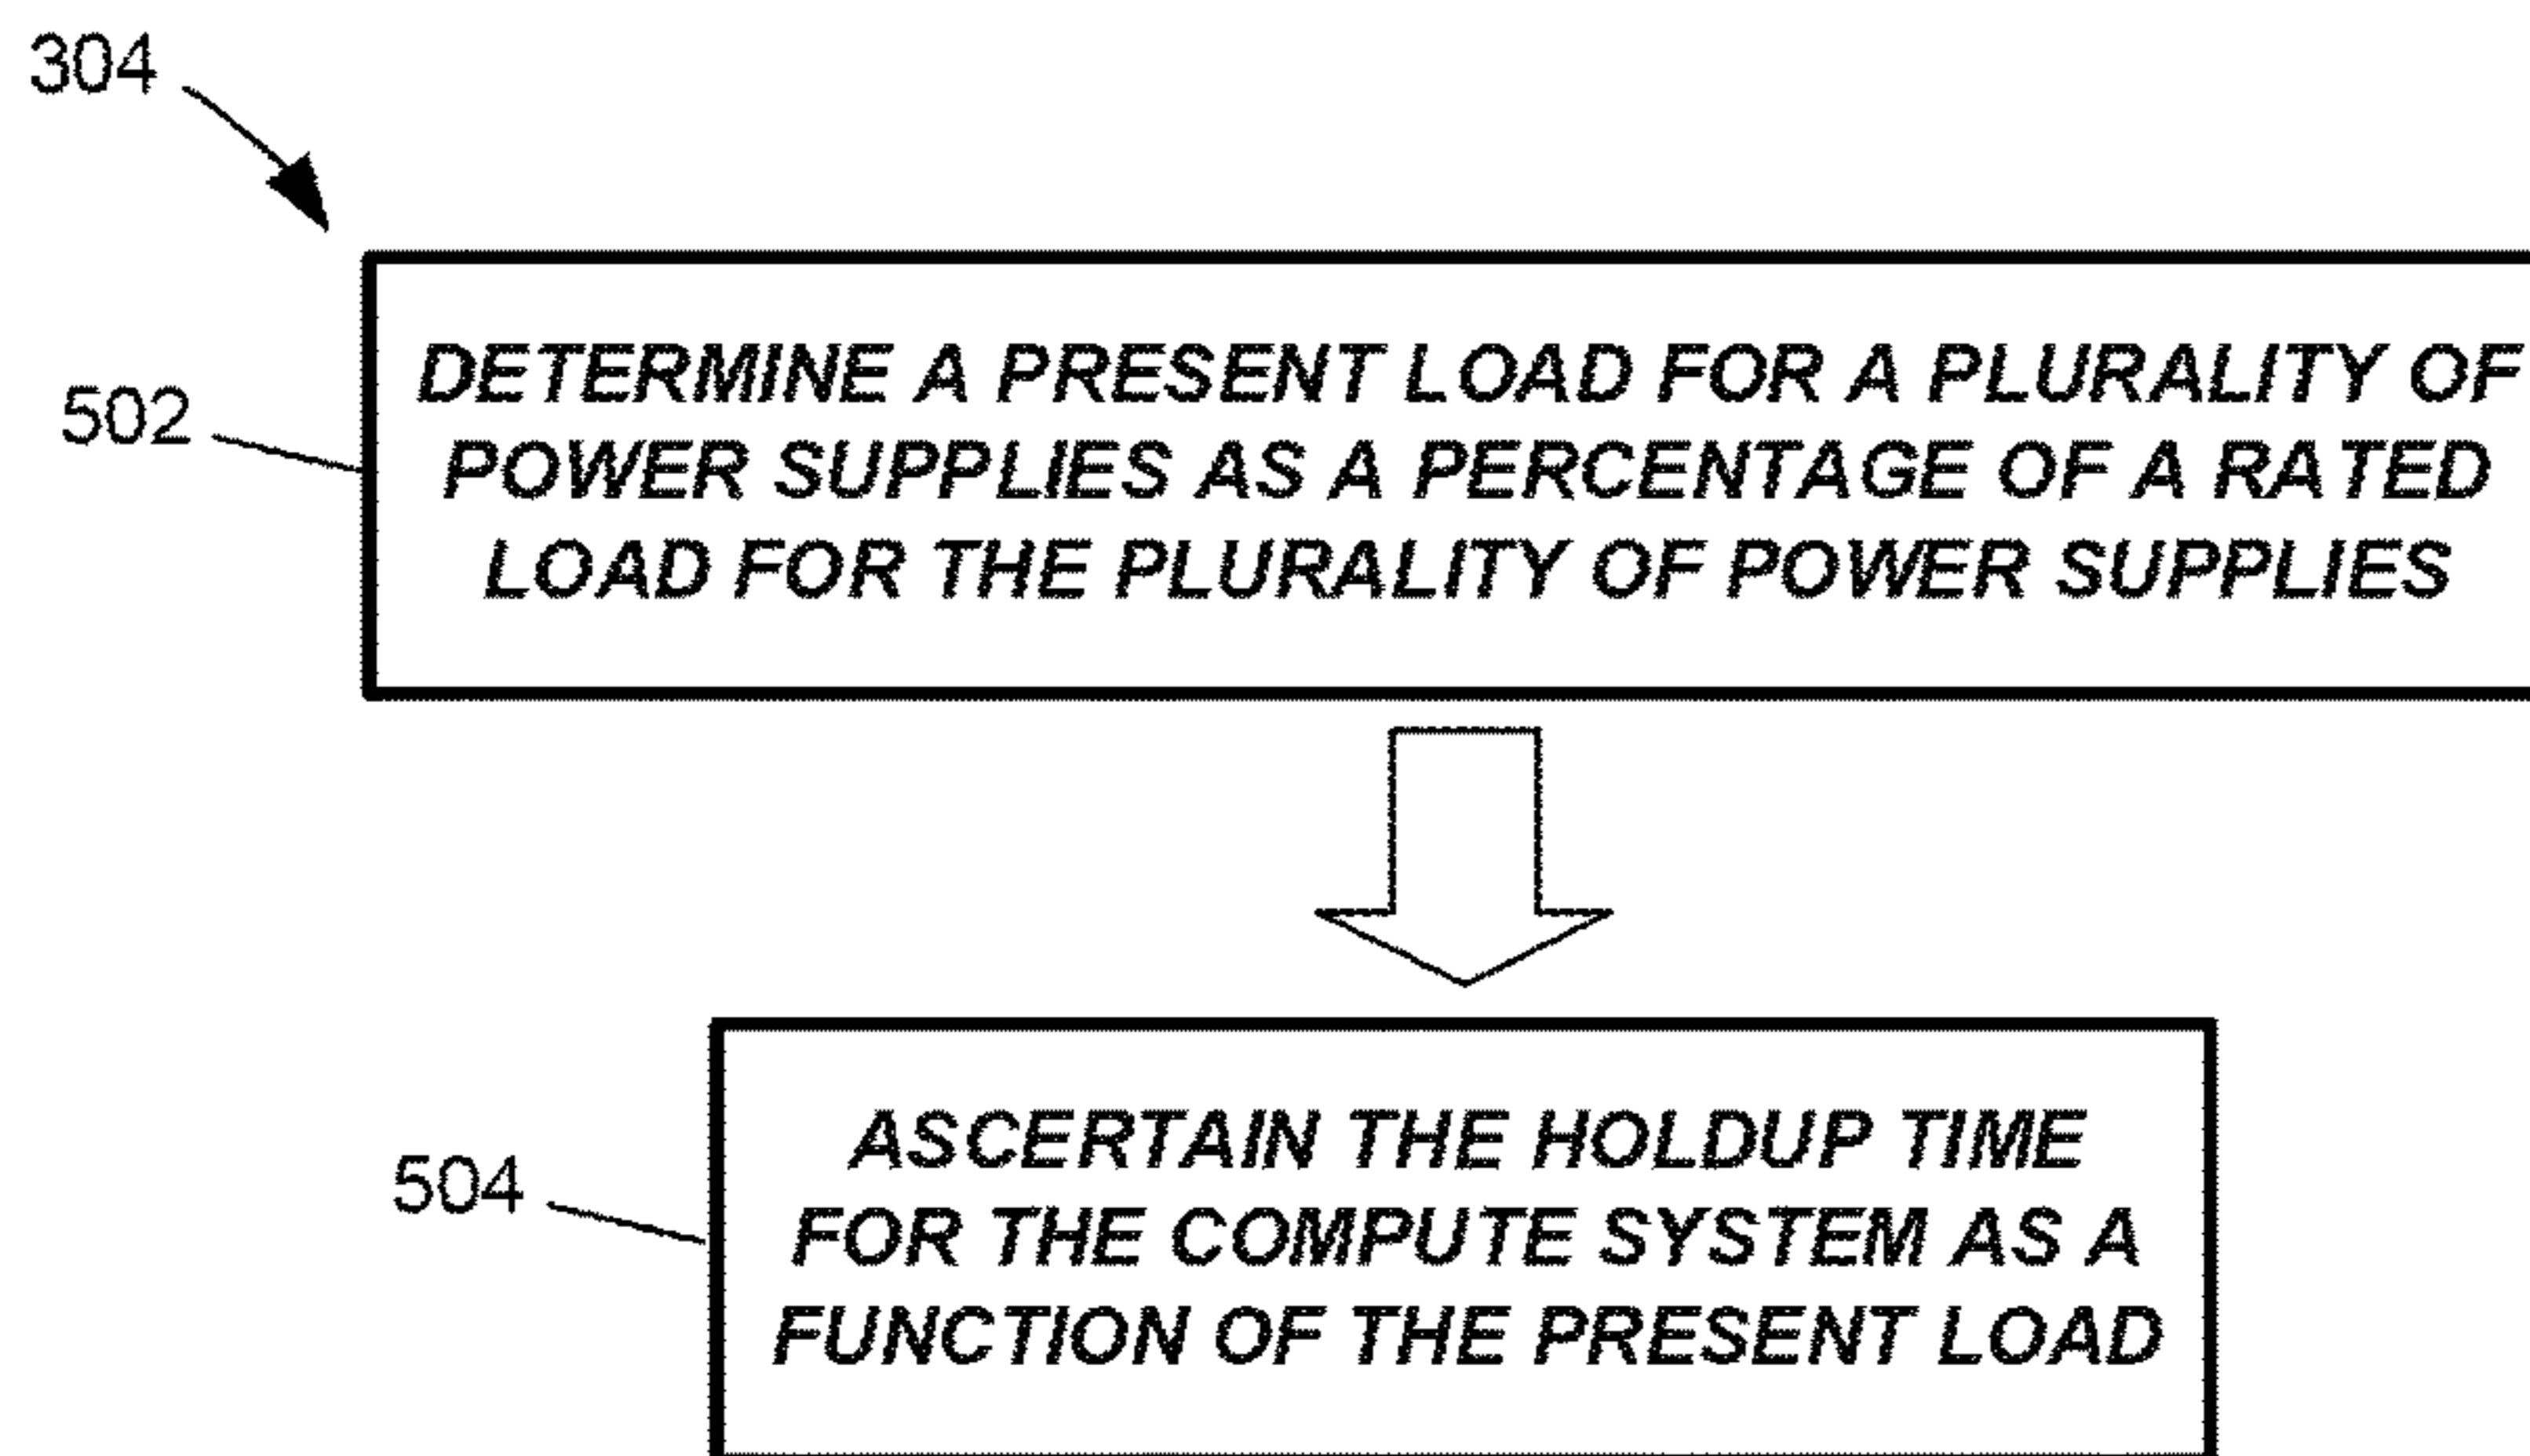 304
502
DETERMINE A PRESENT LOAD FOR A PLURALITY OF
POWER SUPPLIES AS A PERCENTAGE OF A RATED
LOAD FOR THE PLURALITY OF POWER SUPPLIES
504
ASCERTAIN THE HOLDUP TIME
FOR THE COMPUTE SYSTEM AS A
FUNCTION OF THE PRESENT LOAD